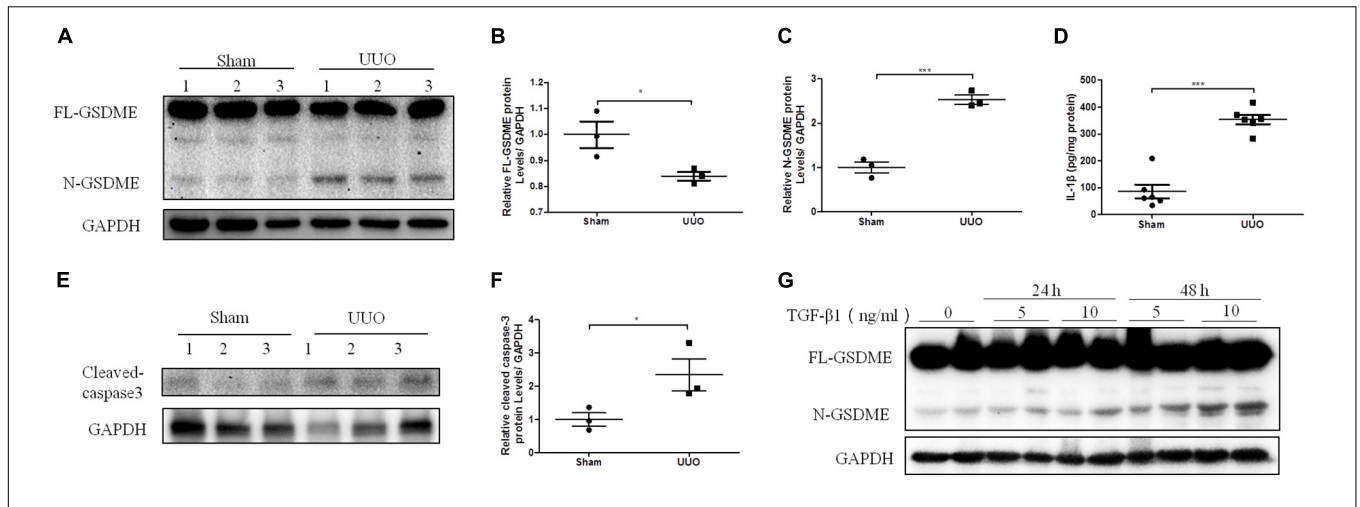 A
Sham UUO
1 2 3 1 2 3
FL-GSDME
N-GSDME
GAPDH
B
Relative FL-GSDME protein
Levels/ GAPDH
1.2
1.1
1.0
0.9
0.8
0.7
*
Sham UUO
C
Relative N-GSDME protein
Levels/ GAPDH
3
2
1
0
***
Sham UUO
D
IL-1β (pg/mg protein)
500
400
300
200
100
0
***
Sham UUO
E
Sham UUO
1 2 3 1 2 3
Cleaved-
caspase3
GAPDH
F
Relative cleaved caspase-3
protein Levels/ GAPDH
4
3
2
1
0
*
Sham UUO
G
24 h 48 h
TGF-β1 ( ng/ml ) 0 5 10 5 10
FL-GSDME
N-GSDME
GAPDH